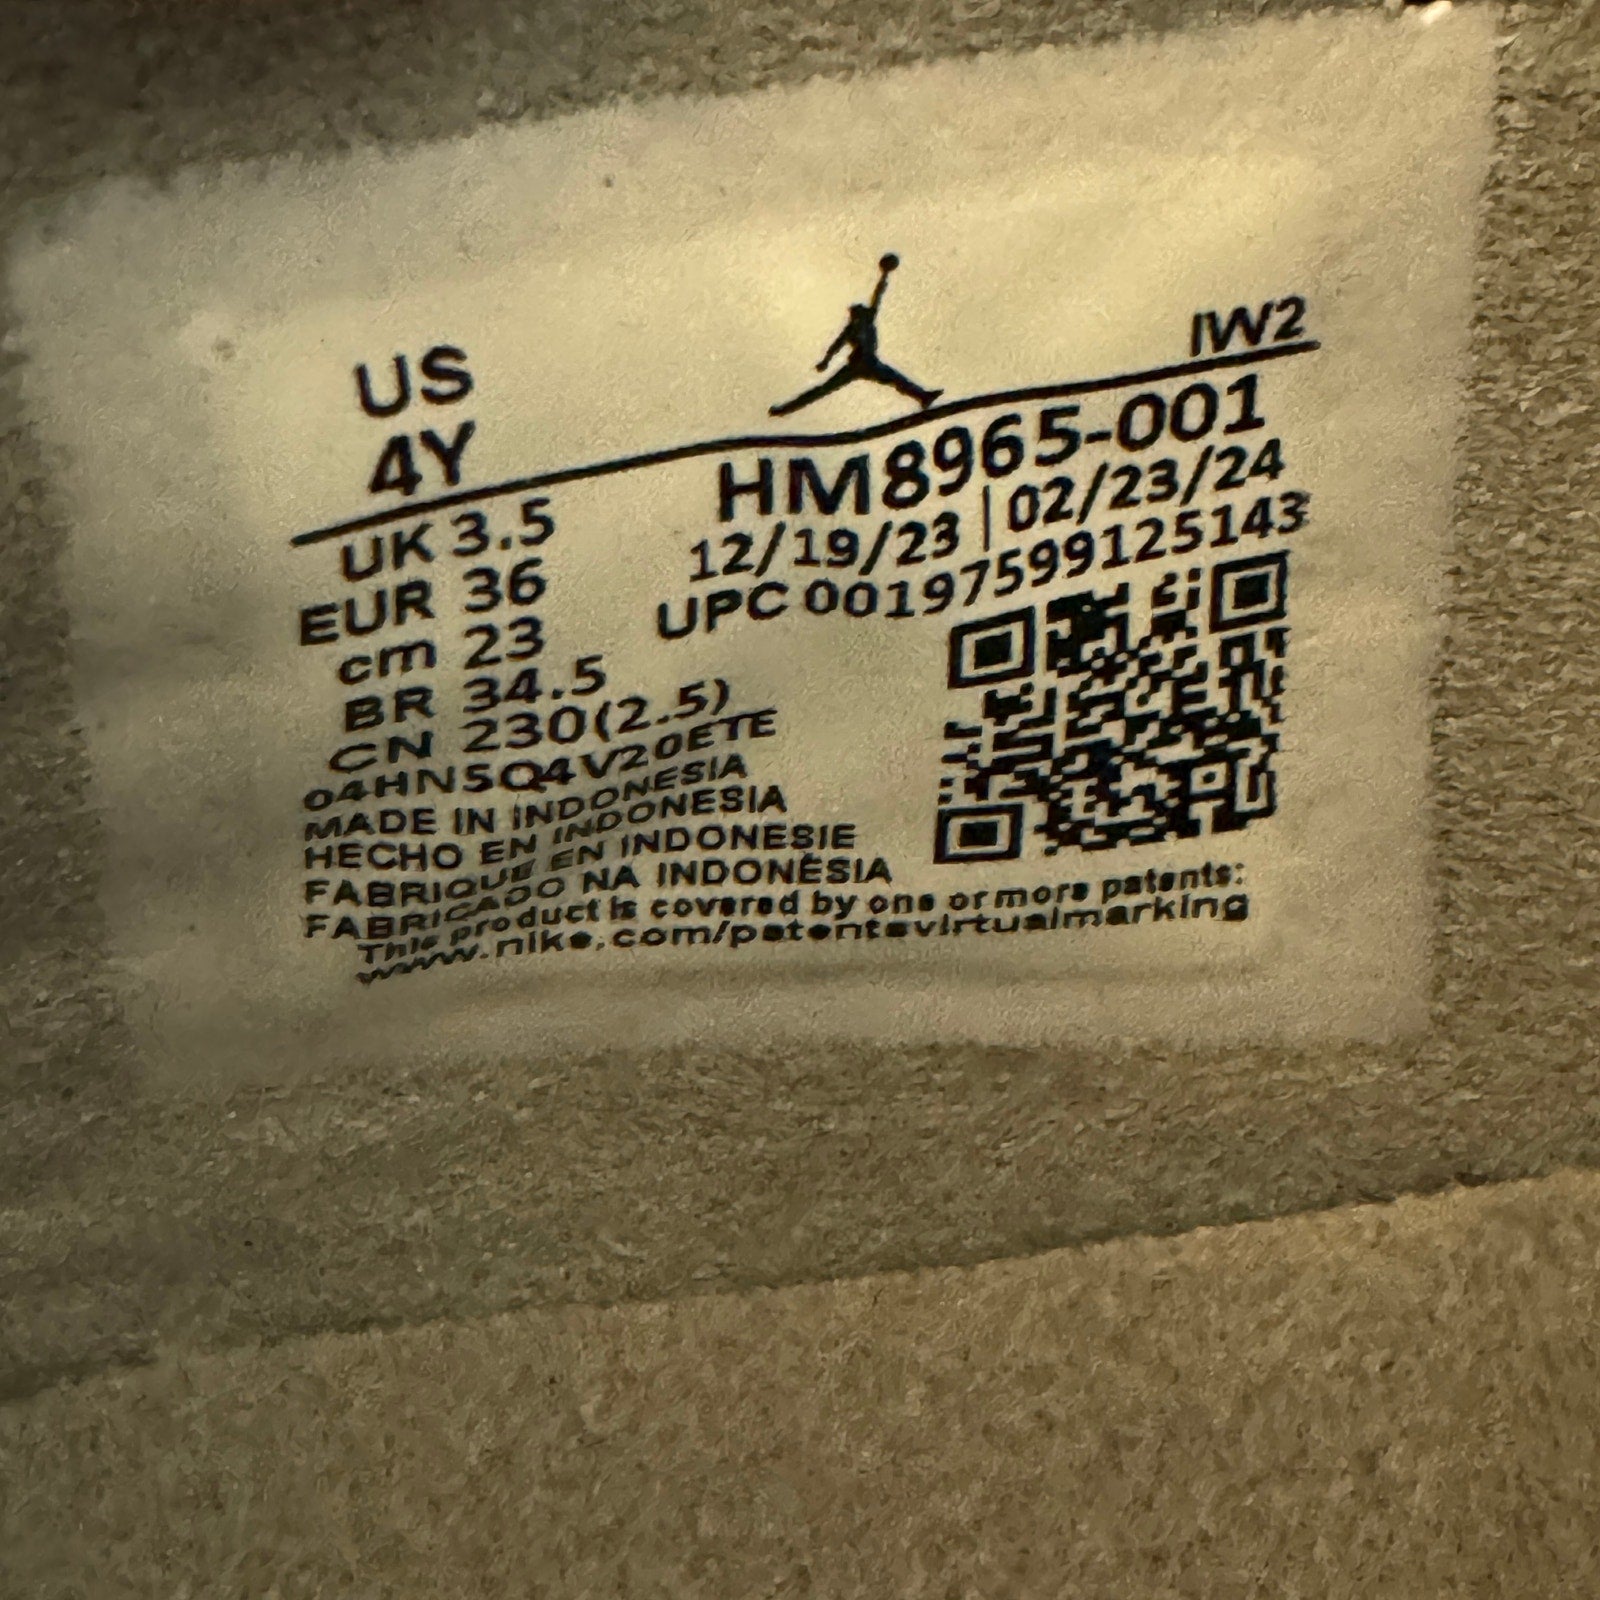 US
4Y
IW2
UK 3.5
EUR 36
cm 23
BR 34.5
CN 230(2.5)
HM8965-001
12/19/23 | 02/23/24
UPC 00197599125143
04HN5Q4V20ETE
MADE IN INDONESIA
HECHO EN INDONESIA
FABRIQUE EN INDONESIE
FABRICADO NA INDONÉSIA
This product is covered by one or more patents:
www.nike.com/patentsvirtualmarking